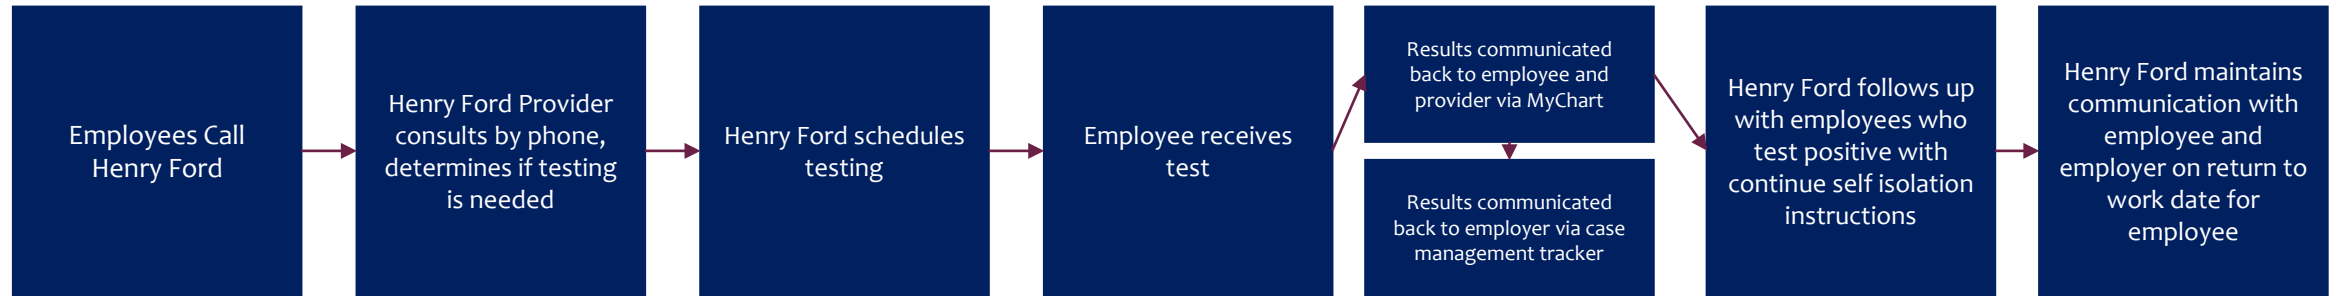 Employees Call
Henry Ford
Henry Ford Provider
consults by phone,
determines if testing
is needed
Henry Ford schedules
testing
Employee receives
test
Results communicated
back to employee and
provider via MyChart
Results communicated
back to employer via case
management tracker
Henry Ford follows up
with employees who
test positive with
continue self isolation
instructions
Henry Ford maintains
communication with
employee and
employer on return to
work date for
employee